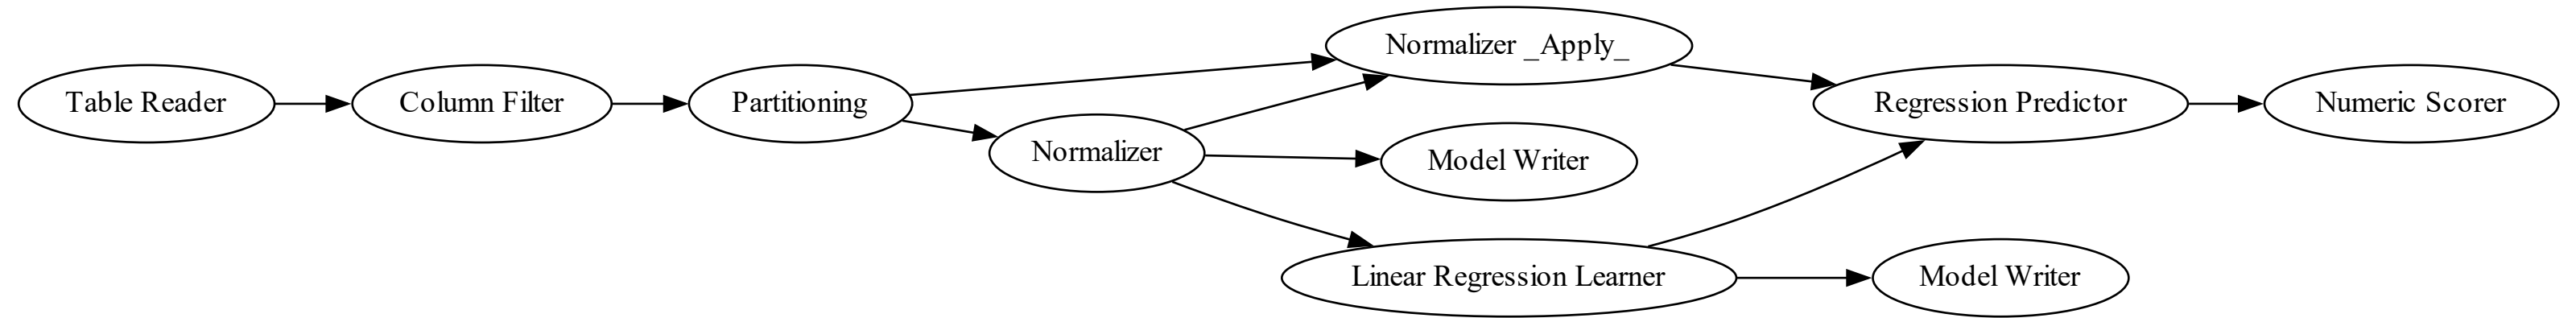 Table Reader
Column Filter
Partitioning
Normalizer _Apply_
Normalizer
Model Writer
Linear Regression Learner
Regression Predictor
Model Writer
Numeric Scorer